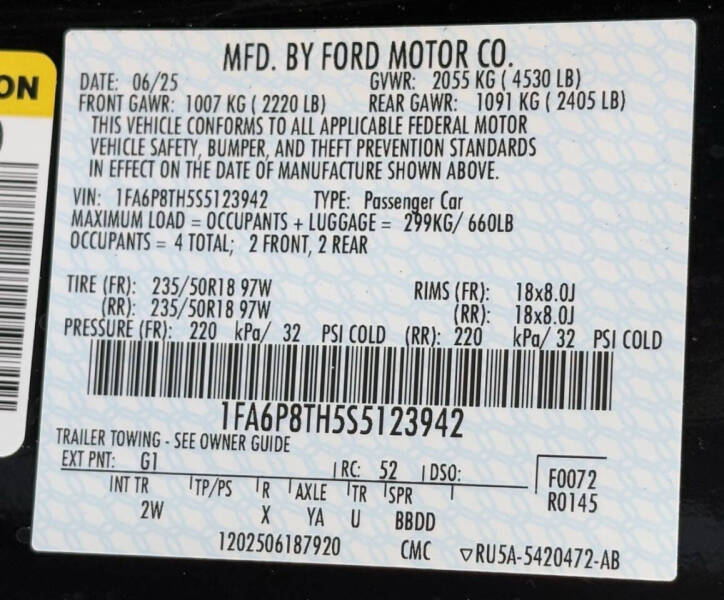 ON
MFD. BY FORD MOTOR CO.
DATE: 06/25 GVWR: 2055 KG ( 4530 LB)
FRONT GAWR: 1007 KG ( 2220 LB) REAR GAWR: 1091 KG ( 2405 LB)
THIS VEHICLE CONFORMS TO ALL APPLICABLE FEDERAL MOTOR
VEHICLE SAFETY, BUMPER, AND THEFT PREVENTION STANDARDS
IN EFFECT ON THE DATE OF MANUFACTURE SHOWN ABOVE.
VIN: 1FA6P8TH5S5123942 TYPE: Passenger Car
MAXIMUM LOAD = OCCUPANTS + LUGGAGE = 299KG/ 660LB
OCCUPANTS = 4 TOTAL; 2 FRONT, 2 REAR
TIRE (FR): 235/50R18 97W RIMS (FR): 18x8.0J
(RR): 235/50R18 97W (RR): 18x8.0J
PRESSURE (FR): 220 kPa/ 32 PSI COLD (RR): 220 kPa/ 32 PSI COLD
1FA6P8TH5S5123942
TRAILER TOWING - SEE OWNER GUIDE
EXT PNT: G1 RC: 52 DSO: F0072
INT TR TP/PS R AXLE TR SPR R0145
2W X YA U BBDD
1202506187920 CMC ▽RU5A-5420472-AB